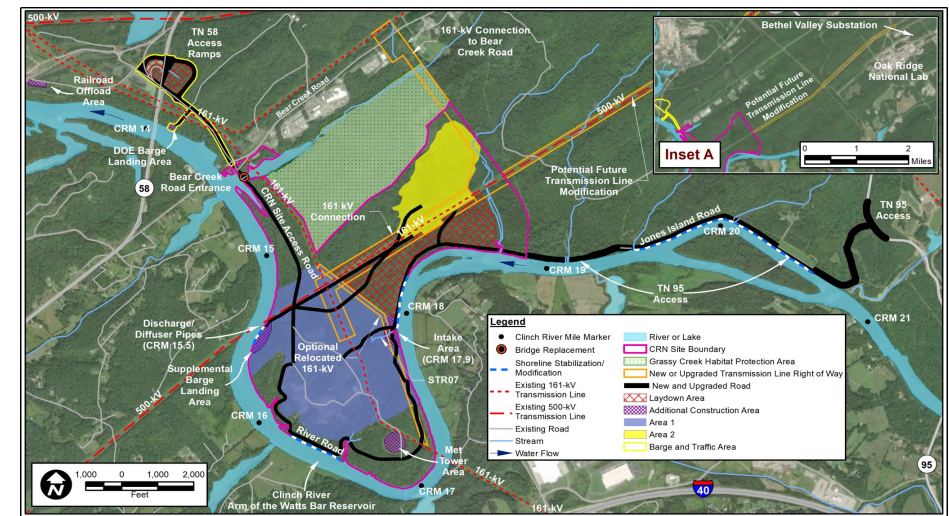 500-kV
TN 58
Access
Ramps
161-kV Connection
to Bear
Creek Road
Railroad
Offload
Area
161-kV
Bear Creek Road
CRM 14
DOE Barge
Landing Area
Bear Creek
Road Entrance
58
CRN Site Access Road
161-kV
161 kV
Connection
161-kV
500-kV
Potential Future
Transmission Line
Modification
Bethel Valley Substation
Oak Ridge
National Lab
Potential Future
Transmission Line
Modification
Inset A
0 1 2
Miles
TN 95
Access
Jones Island Road
CRM 20
CRM 15
CRM 19
TN 95
Access
CRM 18
CRM 21
Discharge/
Diffuser Pipes
(CRM 15.5)
Optional
Relocated
161-kV
Intake
Area
(CRM 17.9)
Supplemental
Barge
Landing
Area
STR07
500-kV
CRM 16
River Road
Met
Tower
Area
CRM 17
161-kV
161-kV
Clinch River
Arm of the Watts Bar Reservoir
N
1,000 0 1,000 2,000
Feet
40
95
Legend
Clinch River Mile Marker
Bridge Replacement
Shoreline Stabilization/
Modification
Existing 161-kV
Transmission Line
Existing 500-kV
Transmission Line
Existing Road
Stream
Water Flow
River or Lake
CRN Site Boundary
Grassy Creek Habitat Protection Area
New or Upgraded Transmission Line Right of Way
New and Upgraded Road
Laydown Area
Additional Construction Area
Area 1
Area 2
Barge and Traffic Area